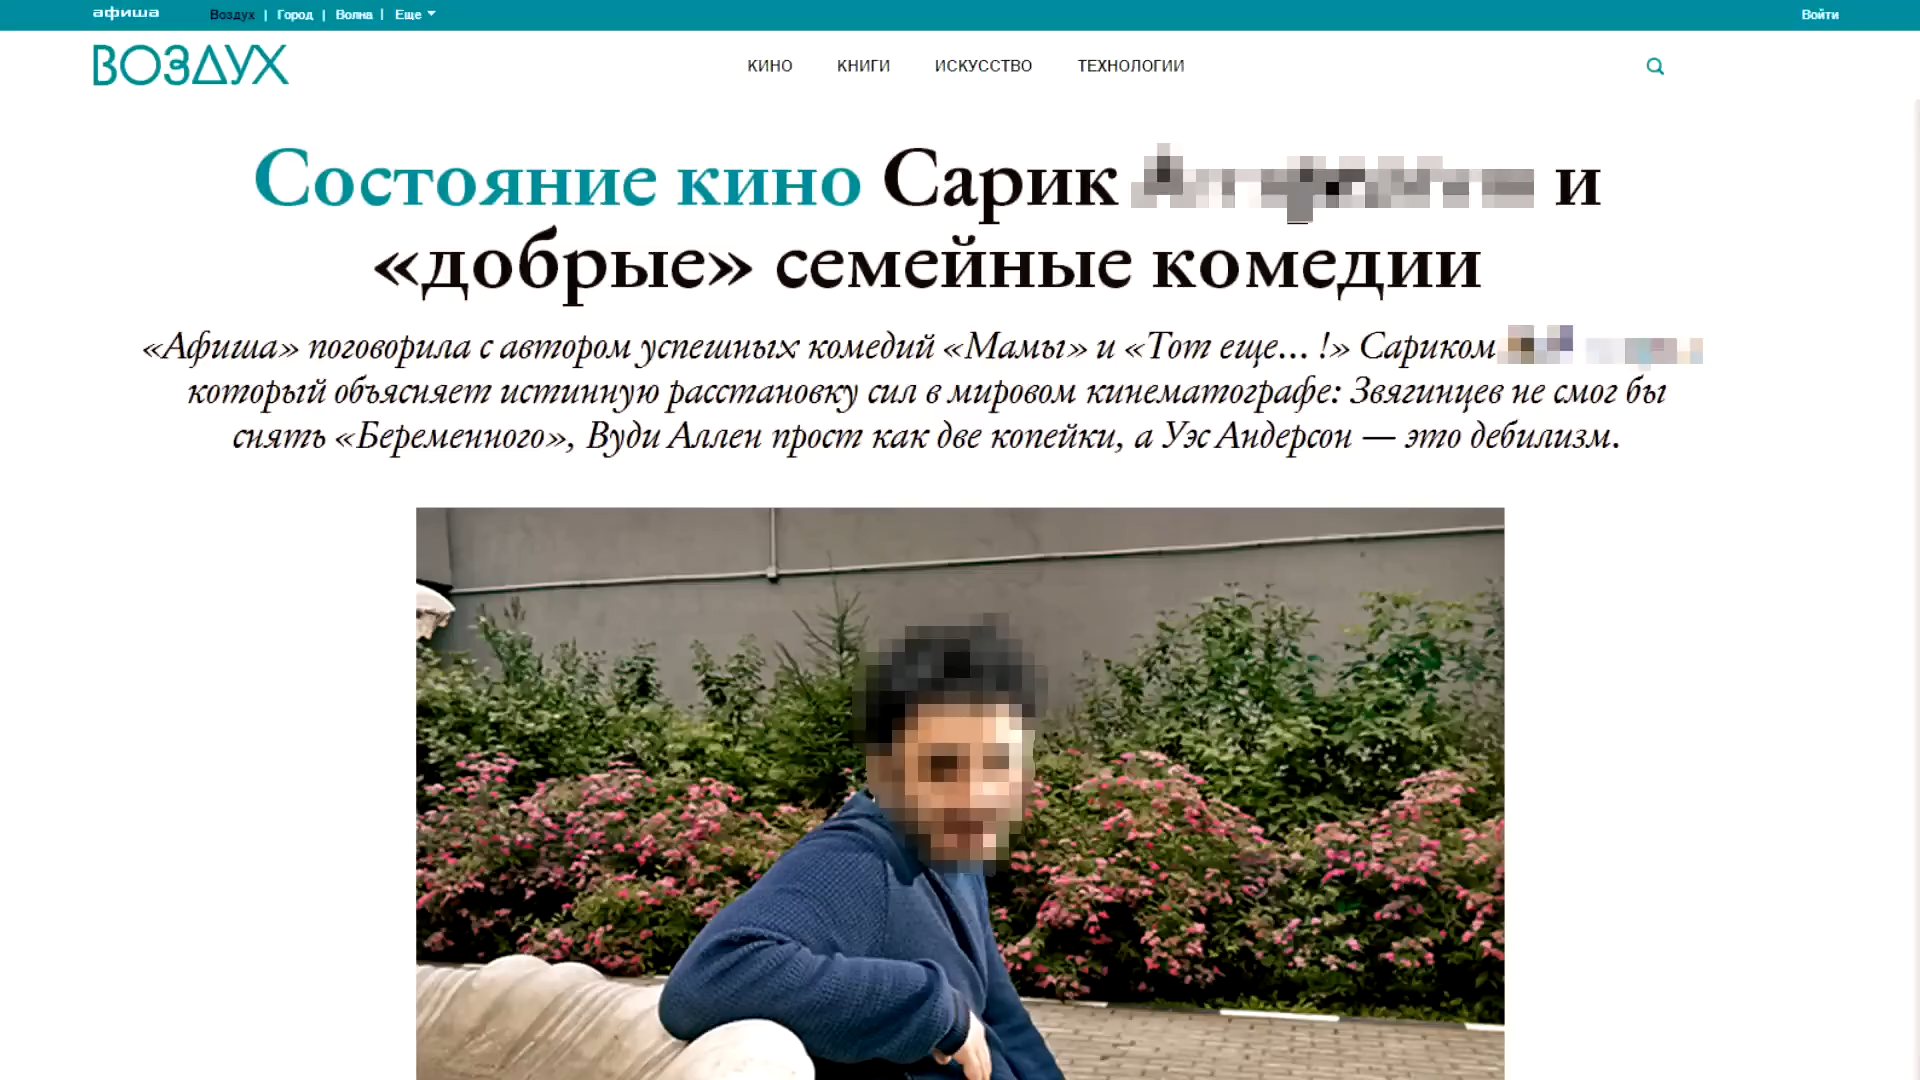 афиша Воздух | Город | Волна | Еще Войти
ВОЗДУХ КИНО КНИГИ ИСКУССТВО ТЕХНОЛОГИИ
Состояние кино Сарик и
«добрые» семейные комедии
«Афиша» поговорила с автором успешных комедий «Мамы» и «Тот еще... !» Сариком
который объясняет истинную расстановку сил в мировом кинематографе: Звягинцев не смог бы
снять «Беременного», Вуди Аллен прост как две копейки, а Уэс Андерсон — это дебилизм.